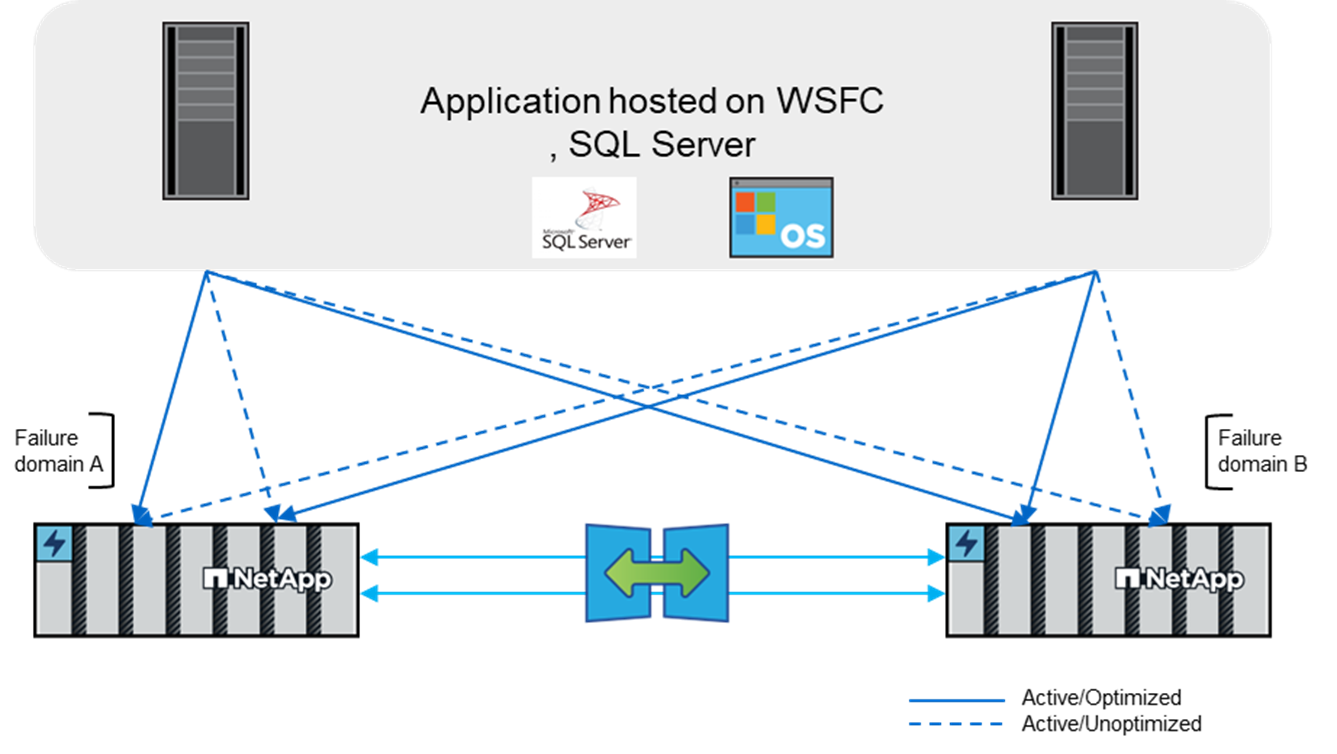 Application hosted on WSFC
, SQL Server
Microsoft
SQL Server
OS
Failure
domain A
Failure
domain B
NetApp
NetApp
Active/Optimized
Active/Unoptimized